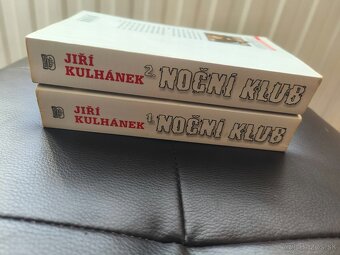 JIŘÍ
KULHÁNEK
2. NOČNÍ KLUB
JIŘÍ
KULHÁNEK
1. NOČNÍ KLUB